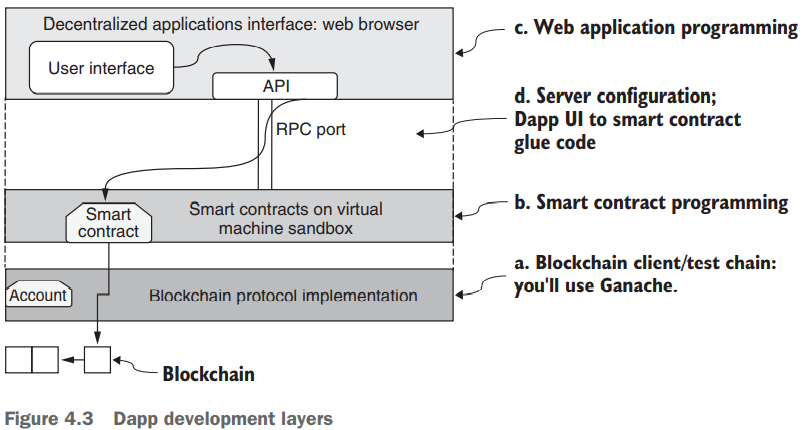 Decentralized applications interface: web browser
User interface
API
c. Web application programming
RPC port
d. Server configuration;
Dapp UI to smart contract
glue code
Smart
contract
Smart contracts on virtual
machine sandbox
b. Smart contract programming
Account
Blockchain protocol implementation
a. Blockchain client/test chain:
you'll use Ganache.
Blockchain
Figure 4.3 Dapp development layers